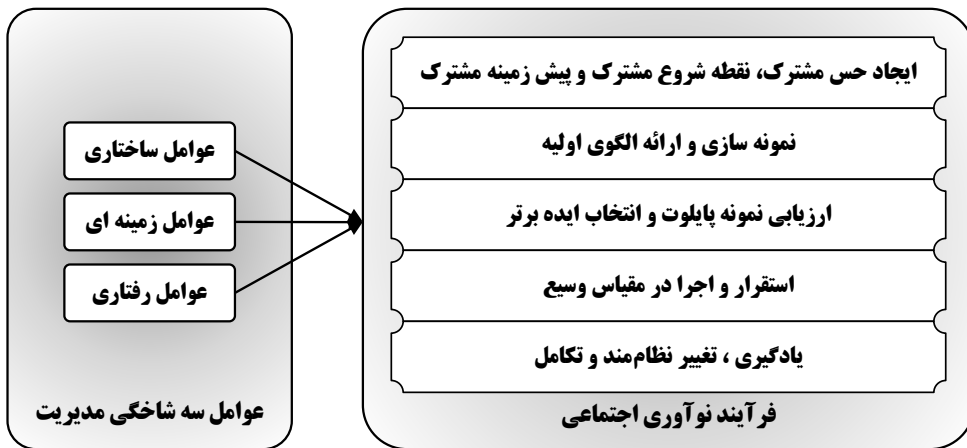 ایجاد حس مشترک، نقطه شروع مشترک و پیش زمینه مشترک
نمونه سازی و ارائه الگوی اولیه
ارزیابی نمونه پایلوت و انتخاب ایده برتر
استقرار و اجرا در مقیاس وسیع
یادگیری ، تغییر نظام‌مند و تکامل
فرآیند نوآوری اجتماعی
عوامل ساختاری
عوامل زمینه ای
عوامل رفتاری
عوامل سه شاخگی مدیریت